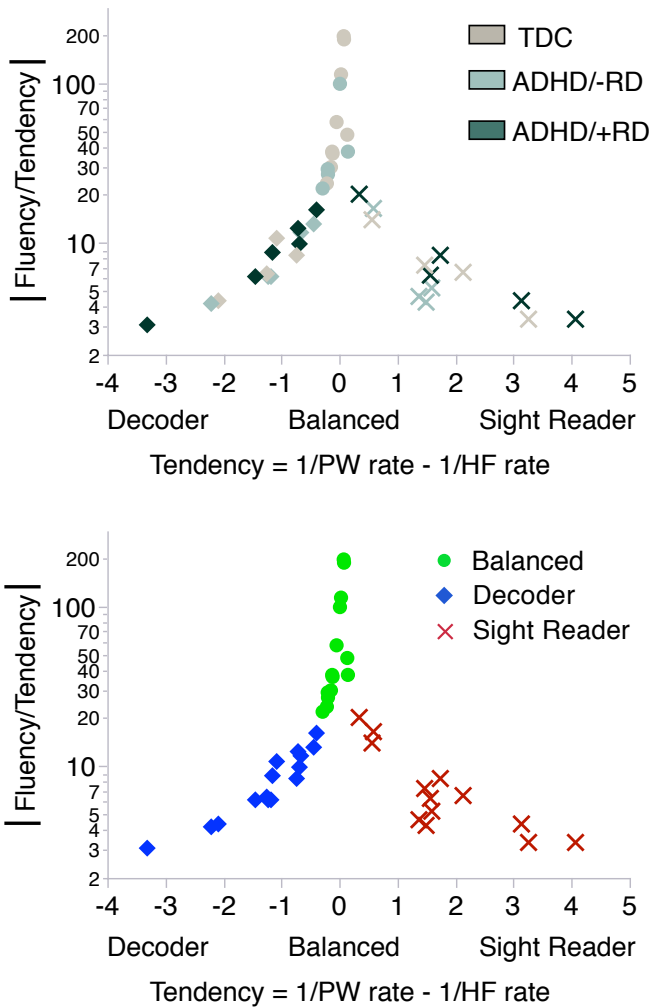 200
100
70
50
40
30
20
10
7
5
4
3
2
|Fluency/Tendency|
TDC
ADHD/-RD
ADHD/+RD
-4 -3 -2 -1 0 1 2 3 4 5
Decoder Balanced Sight Reader
Tendency = 1/PW rate - 1/HF rate
200
100
70
50
40
30
20
10
7
5
4
3
2
|Fluency/Tendency|
Balanced
Decoder
Sight Reader
-4 -3 -2 -1 0 1 2 3 4 5
Decoder Balanced Sight Reader
Tendency = 1/PW rate - 1/HF rate